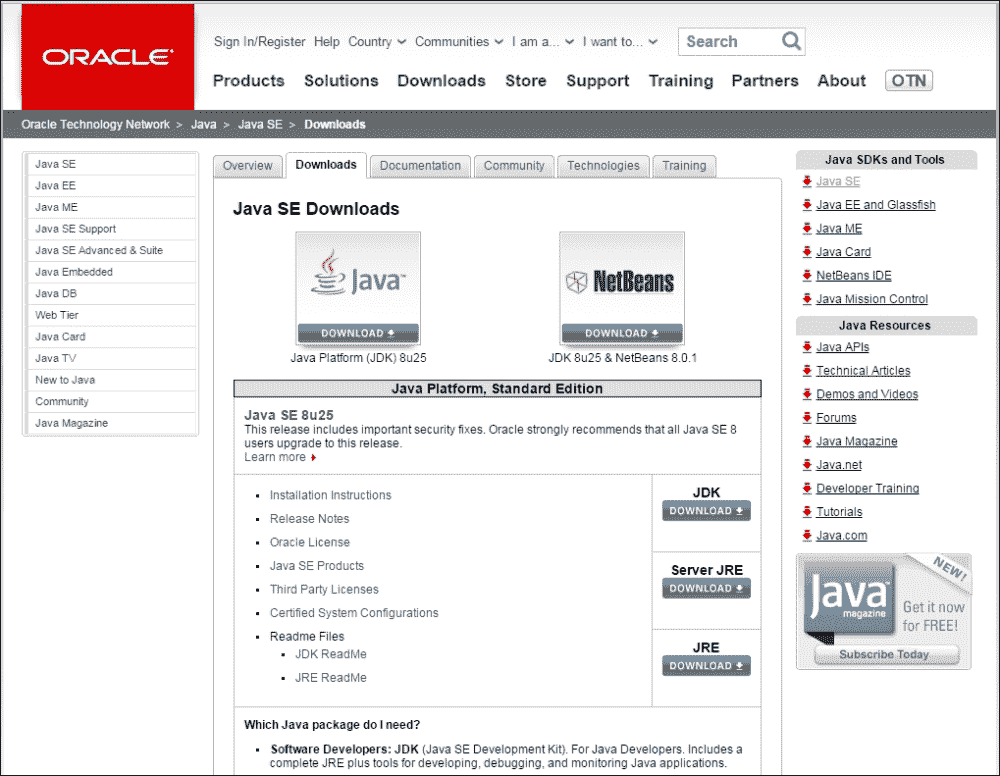 ORACLE
Sign In/Register Help Country Communities I am a... I want to... Search
Products Solutions Downloads Store Support Training Partners About OTN
Oracle Technology Network > Java > Java SE > Downloads
Java SE
Java EE
Java ME
Java SE Support
Java SE Advanced & Suite
Java Embedded
Java DB
Web Tier
Java Card
Java TV
New to Java
Community
Java Magazine
Overview Downloads Documentation Community Technologies Training
Java SE Downloads
Java™
DOWNLOAD
Java Platform (JDK) 8u25
NetBeans
DOWNLOAD
JDK 8u25 & NetBeans 8.0.1
Java Platform, Standard Edition
Java SE 8u25
This release includes important security fixes. Oracle strongly recommends that all Java SE 8
users upgrade to this release.
Learn more
Installation Instructions
Release Notes
Oracle License
Java SE Products
Third Party Licenses
Certified System Configurations
Readme Files
JDK ReadMe
JRE ReadMe
JDK
DOWNLOAD
Server JRE
DOWNLOAD
JRE
DOWNLOAD
Which Java package do I need?
Software Developers: JDK (Java SE Development Kit). For Java Developers. Includes a
complete JRE plus tools for developing, debugging, and monitoring Java applications.
Java SDKs and Tools
Java SE
Java EE and Glassfish
Java ME
Java Card
NetBeans IDE
Java Mission Control
Java Resources
Java APIs
Technical Articles
Demos and Videos
Forums
Java Magazine
Java.net
Developer Training
Tutorials
Java.com
NEW!
Java™
magazine
Get it now
for FREE!
Subscribe Today